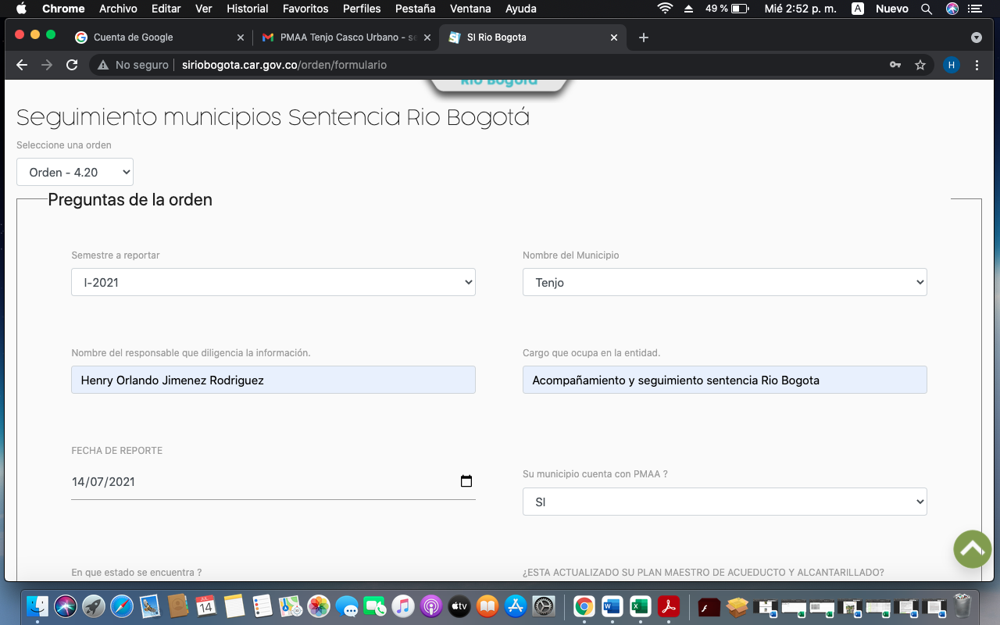 Chrome Archivo Editar Ver Historial Favoritos Perfiles Pestaña Ventana Ayuda 49 % Mié 2:52 p. m. A Nuevo
Cuenta de Google PMAA Tenjo Casco Urbano - se SI Rio Bogota
No seguro siriobogota.car.gov.co/orden/formulario H
Rio Bogotá
Seguimiento municipios Sentencia Rio Bogotá
Seleccione una orden
Orden - 4.20
Preguntas de la orden
Semestre a reportar Nombre del Municipio
I-2021 Tenjo
Nombre del responsable que diligencia la información. Cargo que ocupa en la entidad.
Henry Orlando Jimenez Rodriguez Acompañamiento y seguimiento sentencia Rio Bogota
FECHA DE REPORTE
Su municipio cuenta con PMAA ?
14/07/2021
SI
En que estado se encuentra ? ¿ESTA ACTUALIZADO SU PLAN MAESTRO DE ACUEDUCTO Y ALCANTARILLADO?
JUL 14 tv W X